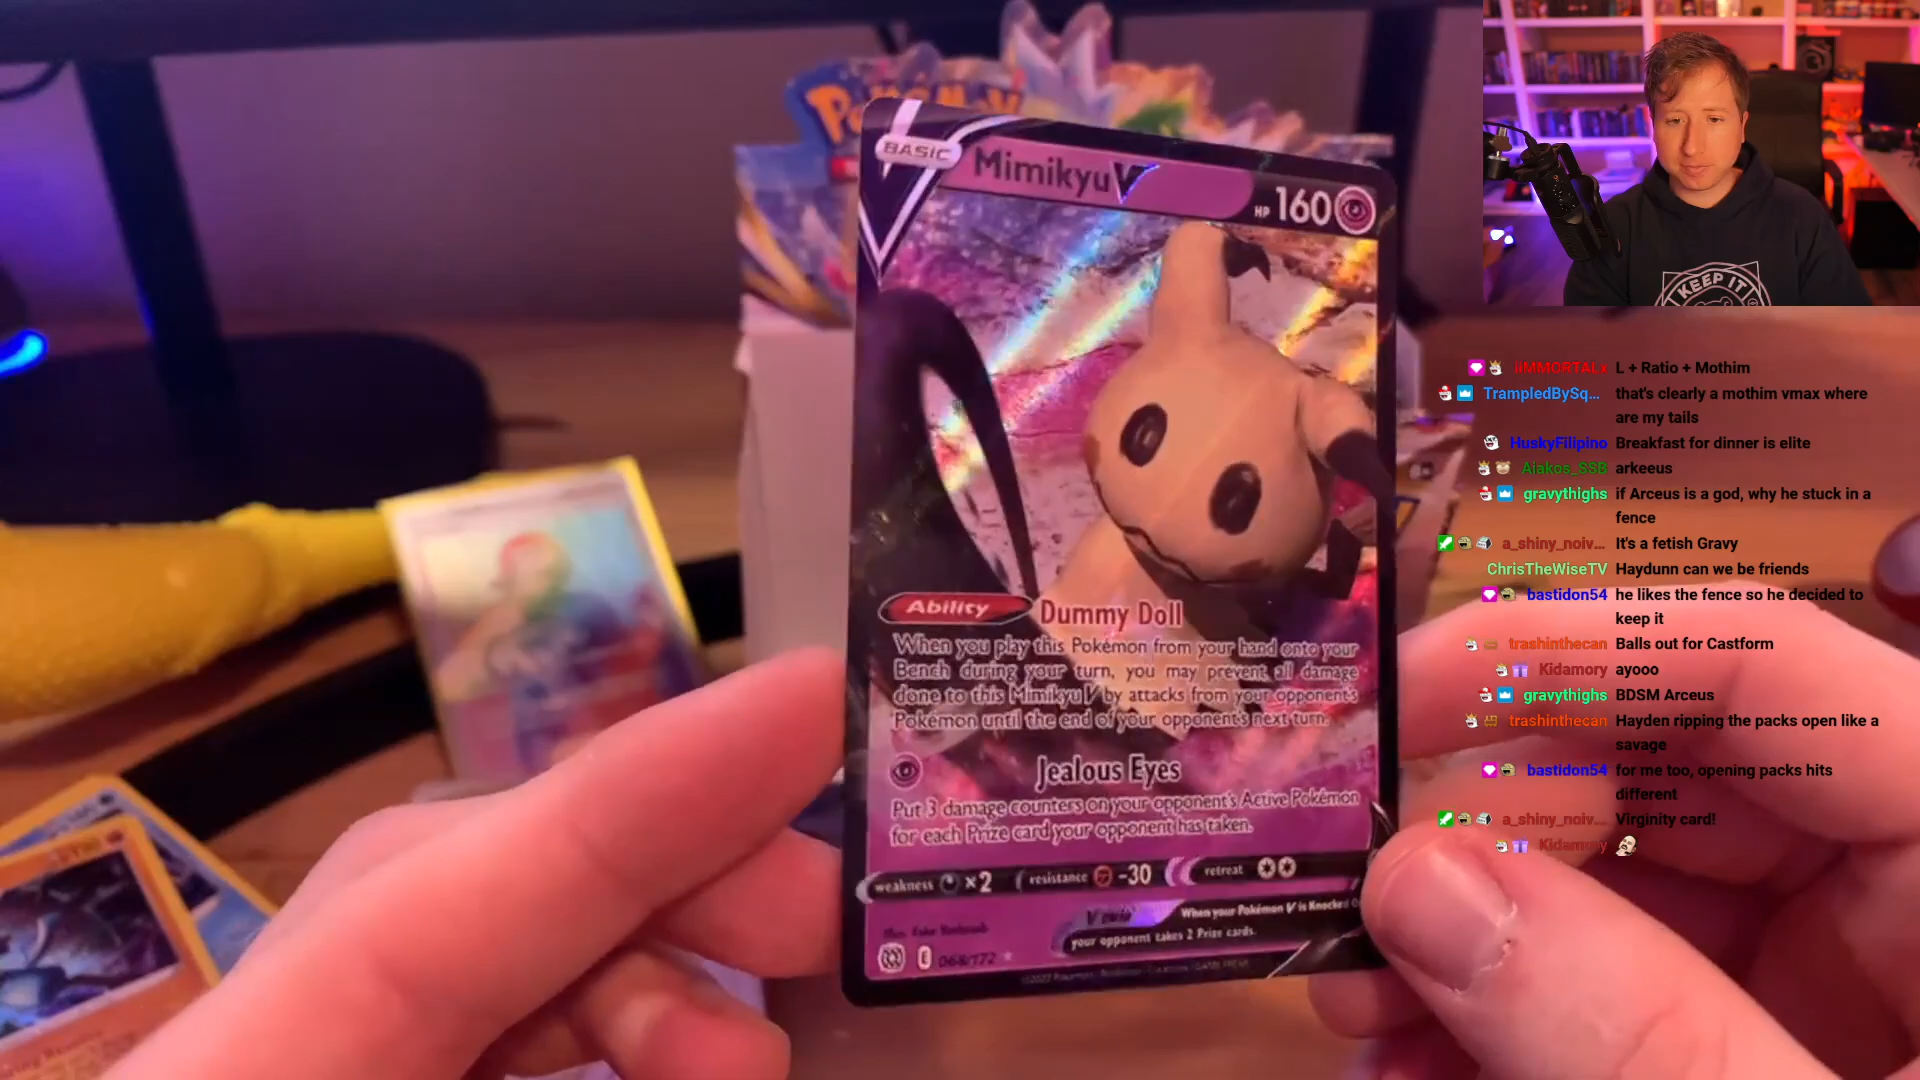 POKÉMON
BASIC
Mimikyu V
HP 160
Ability Dummy Doll
When you play this Pokémon from your hand onto your
Bench during your turn, you may prevent all damage
done to this Mimikyu V by attacks from your opponent's
Pokémon until the end of your opponent's next turn.
Jealous Eyes
Put 3 damage counters on your opponent's Active Pokémon
for each Prize card your opponent has taken.
weakness ×2 resistance -30 retreat
V rule When your Pokémon V is Knocked
your opponent takes 2 Prize cards.
E 068/172
KEEP IT
iIMMORTALx L + Ratio + Mothim
TrampledBySq... that's clearly a mothim vmax where
are my tails
HuskyFilipino Breakfast for dinner is elite
Aiakos_SSB arkeeus
gravythighs if Arceus is a god, why he stuck in a
fence
a_shiny_noiv... It's a fetish Gravy
ChrisTheWiseTV Haydunn can we be friends
bastidon54 he likes the fence so he decided to
keep it
trashinthecan Balls out for Castform
Kidamory ayooo
gravythighs BDSM Arceus
trashinthecan Hayden ripping the packs open like a
savage
bastidon54 for me too, opening packs hits
different
a_shiny_noiv... Virginity card!
Kidamory